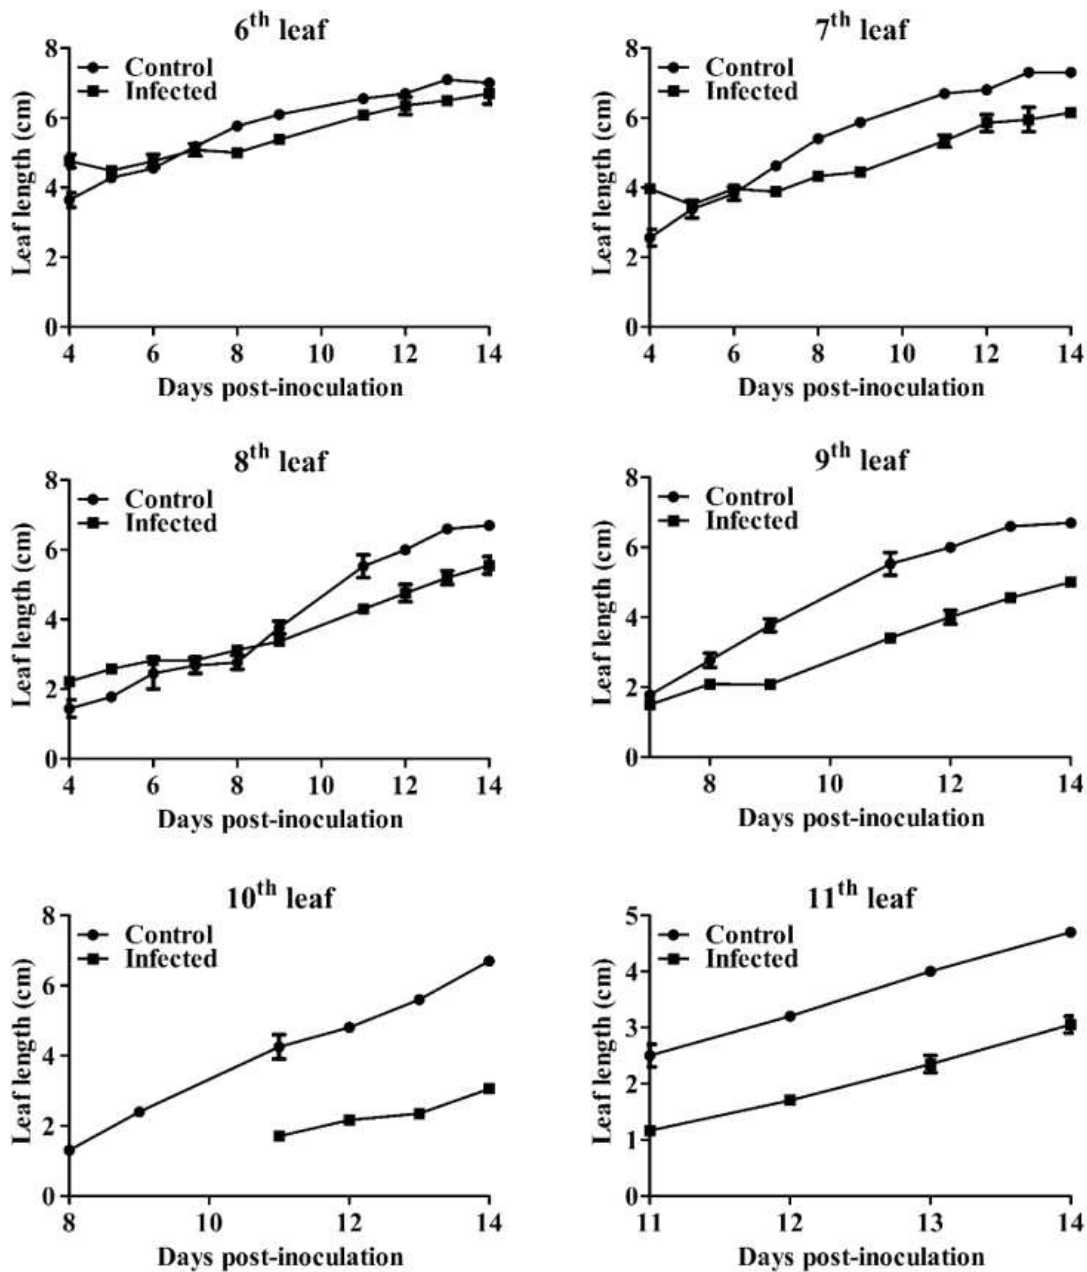 6th leaf
Control
Infected
Leaf length (cm)
8
6
4
2
0
4 6 8 10 12 14
Days post-inoculation
7th leaf
Control
Infected
Leaf length (cm)
8
6
4
2
0
4 6 8 10 12 14
Days post-inoculation
8th leaf
Control
Infected
Leaf length (cm)
8
6
4
2
0
4 6 8 10 12 14
Days post-inoculation
9th leaf
Control
Infected
Leaf length (cm)
8
6
4
2
0
8 10 12 14
Days post-inoculation
10th leaf
Control
Infected
Leaf length (cm)
8
6
4
2
0
8 10 12 14
Days post-inoculation
11th leaf
Control
Infected
Leaf length (cm)
5
4
3
2
1
0
11 12 13 14
Days post-inoculation